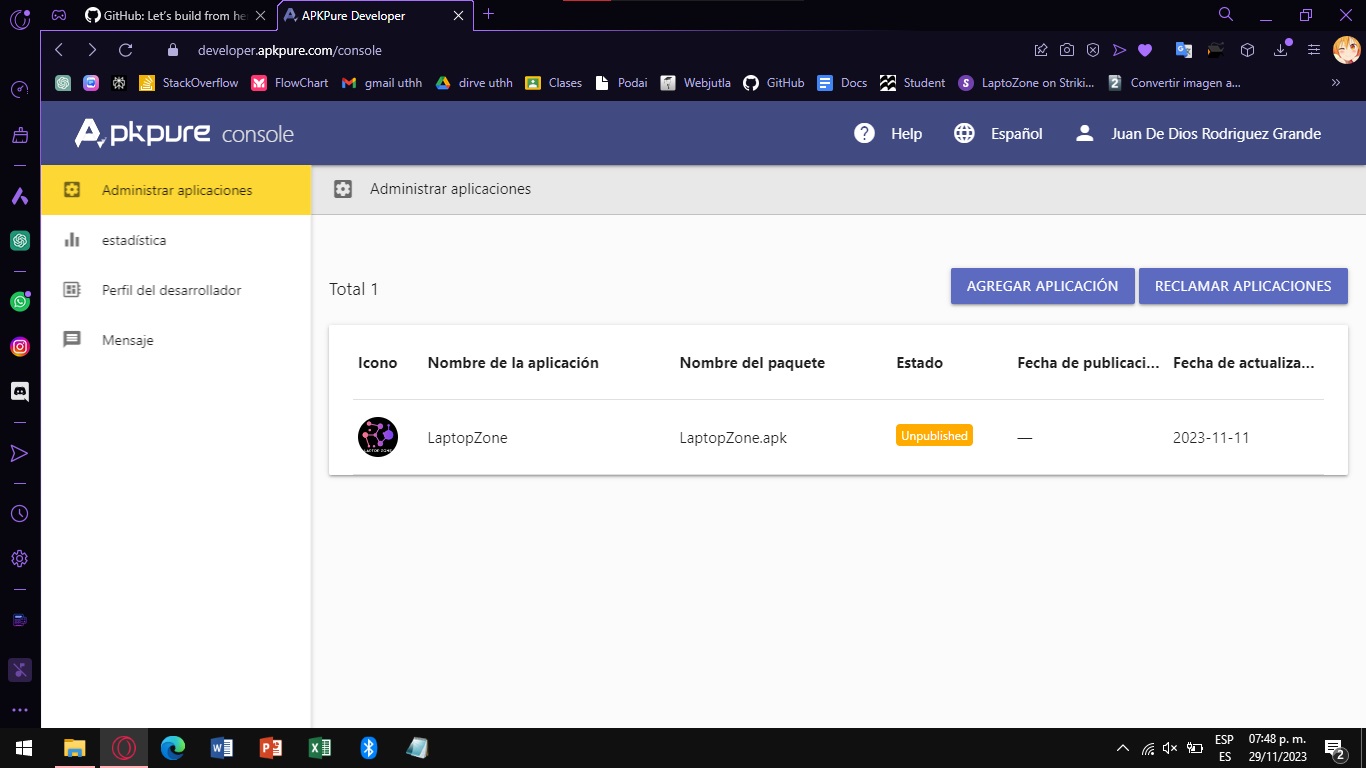 GitHub: Let's build from he
APKPure Developer
developer.apkpure.com/console
StackOverflow
FlowChart
gmail uthh
dirve uthh
Clases
Podai
Webjutla
GitHub
Docs
Student
LaptoZone on Striki...
Convertir imagen a...
Apkpure console
Help
Español
Juan De Dios Rodriguez Grande
Administrar aplicaciones
estadística
Perfil del desarrollador
Mensaje
Administrar aplicaciones
Total 1
AGREGAR APLICACIÓN
RECLAMAR APLICACIONES
Icono Nombre de la aplicación Nombre del paquete Estado Fecha de publicaci... Fecha de actualiza...
LAPTOP ZONE
LaptopZone LaptopZone.apk Unpublished — 2023-11-11
ESP
ES
07:48 p. m.
29/11/2023
2